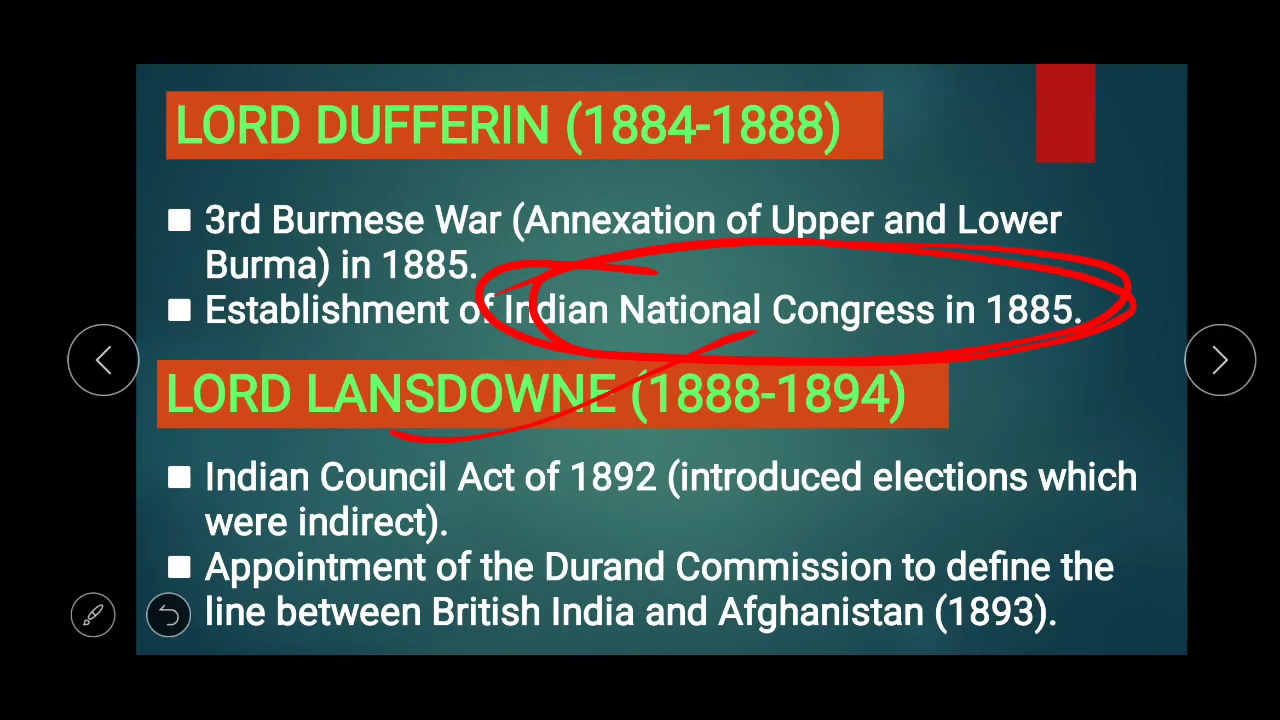 LORD DUFFERIN (1884-1888)
3rd Burmese War (Annexation of Upper and Lower
Burma) in 1885.
Establishment of Indian National Congress in 1885.
LORD LANSDOWNE (1888-1894)
Indian Council Act of 1892 (introduced elections which
were indirect).
Appointment of the Durand Commission to define the
line between British India and Afghanistan (1893).